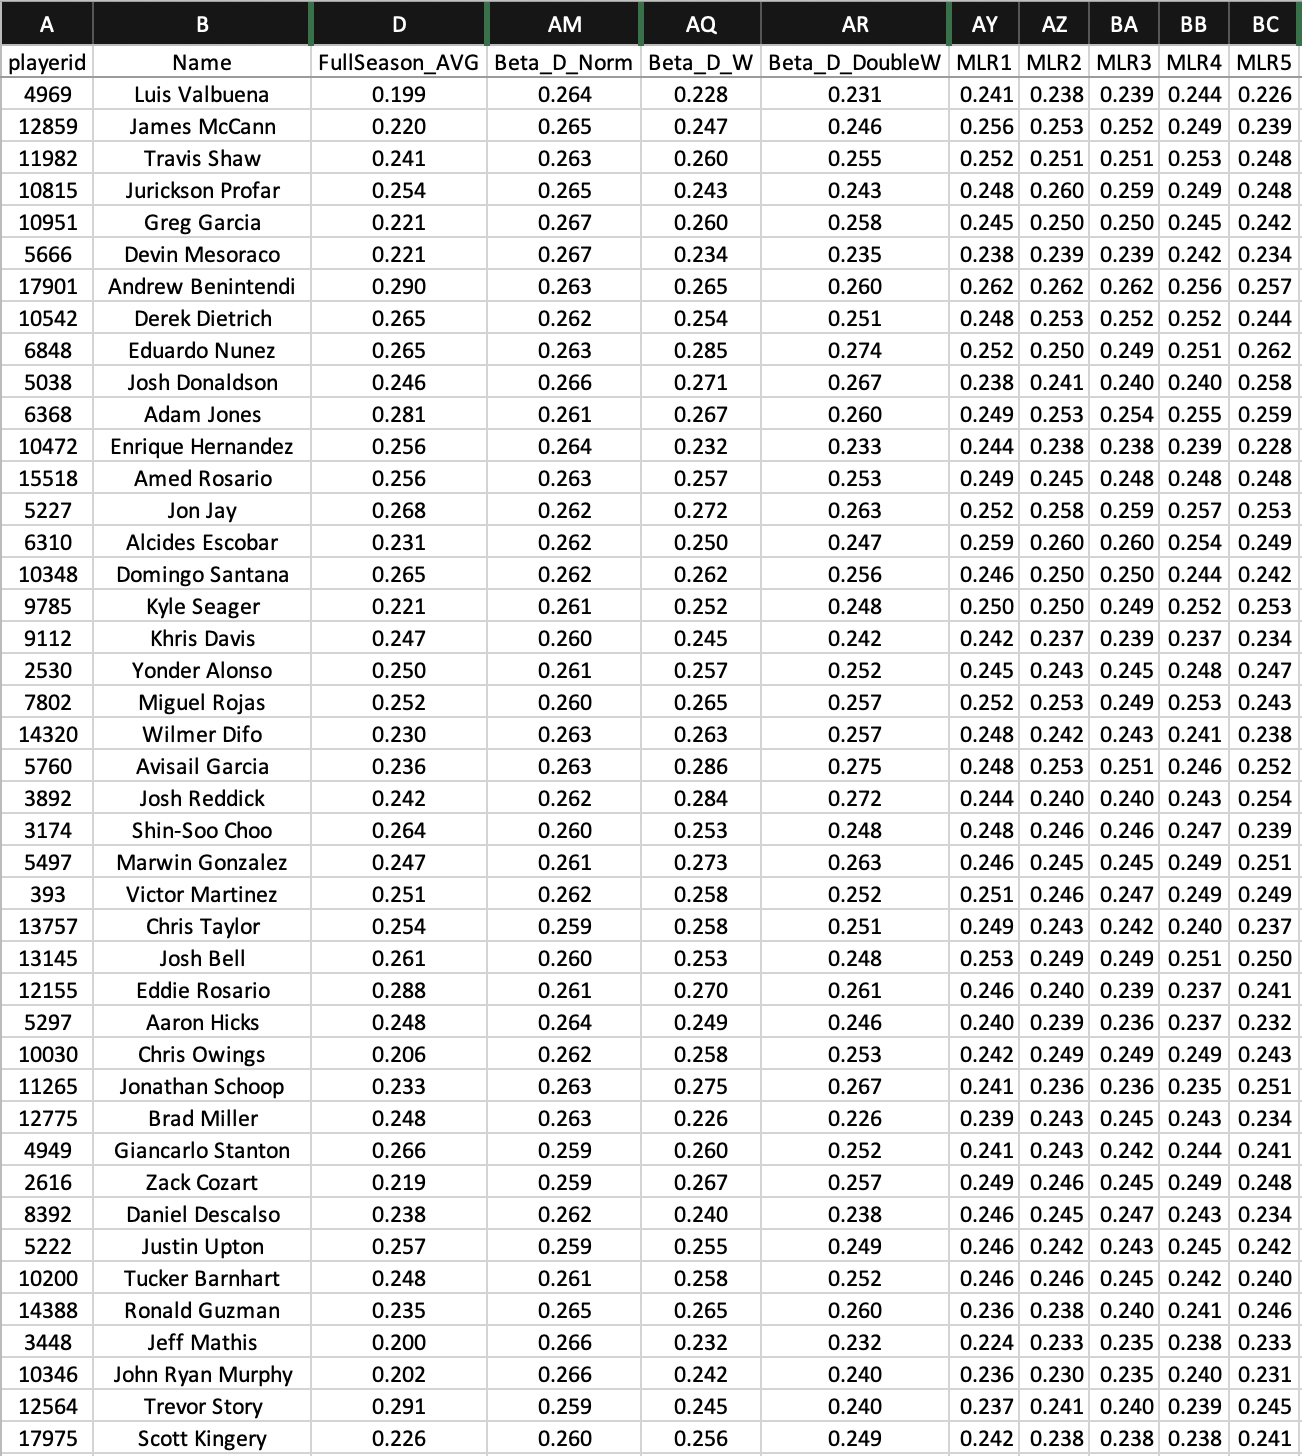 A B D AM AQ AR AY AZ BA BB BC
playerid Name FullSeason_AVG Beta_D_Norm Beta_D_W Beta_D_DoubleW MLR1 MLR2 MLR3 MLR4 MLR5
4969 Luis Valbuena 0.199 0.264 0.228 0.231 0.241 0.238 0.239 0.244 0.226
12859 James McCann 0.220 0.265 0.247 0.246 0.256 0.253 0.252 0.249 0.239
11982 Travis Shaw 0.241 0.263 0.260 0.255 0.252 0.251 0.251 0.253 0.248
10815 Jurickson Profar 0.254 0.265 0.243 0.243 0.248 0.260 0.259 0.249 0.248
10951 Greg Garcia 0.221 0.267 0.260 0.258 0.245 0.250 0.250 0.245 0.242
5666 Devin Mesoraco 0.221 0.267 0.234 0.235 0.238 0.239 0.239 0.242 0.234
17901 Andrew Benintendi 0.290 0.263 0.265 0.260 0.262 0.262 0.262 0.256 0.257
10542 Derek Dietrich 0.265 0.262 0.254 0.251 0.248 0.253 0.252 0.252 0.244
6848 Eduardo Nunez 0.265 0.263 0.285 0.274 0.252 0.250 0.249 0.251 0.262
5038 Josh Donaldson 0.246 0.266 0.271 0.267 0.238 0.241 0.240 0.240 0.258
6368 Adam Jones 0.281 0.261 0.267 0.260 0.249 0.253 0.254 0.255 0.259
10472 Enrique Hernandez 0.256 0.264 0.232 0.233 0.244 0.238 0.238 0.239 0.228
15518 Amed Rosario 0.256 0.263 0.257 0.253 0.249 0.245 0.248 0.248 0.248
5227 Jon Jay 0.268 0.262 0.272 0.263 0.252 0.258 0.259 0.257 0.253
6310 Alcides Escobar 0.231 0.262 0.250 0.247 0.259 0.260 0.260 0.254 0.249
10348 Domingo Santana 0.265 0.262 0.262 0.256 0.246 0.250 0.250 0.244 0.242
9785 Kyle Seager 0.221 0.261 0.252 0.248 0.250 0.250 0.249 0.252 0.253
9112 Khris Davis 0.247 0.260 0.245 0.242 0.242 0.237 0.239 0.237 0.234
2530 Yonder Alonso 0.250 0.261 0.257 0.252 0.245 0.243 0.245 0.248 0.247
7802 Miguel Rojas 0.252 0.260 0.265 0.257 0.252 0.253 0.249 0.253 0.243
14320 Wilmer Difo 0.230 0.263 0.263 0.257 0.248 0.242 0.243 0.241 0.238
5760 Avisail Garcia 0.236 0.263 0.286 0.275 0.248 0.253 0.251 0.246 0.252
3892 Josh Reddick 0.242 0.262 0.284 0.272 0.244 0.240 0.240 0.243 0.254
3174 Shin-Soo Choo 0.264 0.260 0.253 0.248 0.248 0.246 0.246 0.247 0.239
5497 Marwin Gonzalez 0.247 0.261 0.273 0.263 0.246 0.245 0.245 0.249 0.251
393 Victor Martinez 0.251 0.262 0.258 0.252 0.251 0.246 0.247 0.249 0.249
13757 Chris Taylor 0.254 0.259 0.258 0.251 0.249 0.243 0.242 0.240 0.237
13145 Josh Bell 0.261 0.260 0.253 0.248 0.253 0.249 0.249 0.251 0.250
12155 Eddie Rosario 0.288 0.261 0.270 0.261 0.246 0.240 0.239 0.237 0.241
5297 Aaron Hicks 0.248 0.264 0.249 0.246 0.240 0.239 0.236 0.237 0.232
10030 Chris Owings 0.206 0.262 0.258 0.253 0.242 0.249 0.249 0.249 0.243
11265 Jonathan Schoop 0.233 0.263 0.275 0.267 0.241 0.236 0.236 0.235 0.251
12775 Brad Miller 0.248 0.263 0.226 0.226 0.239 0.243 0.245 0.243 0.234
4949 Giancarlo Stanton 0.266 0.259 0.260 0.252 0.241 0.243 0.242 0.244 0.241
2616 Zack Cozart 0.219 0.259 0.267 0.257 0.249 0.246 0.245 0.249 0.248
8392 Daniel Descalso 0.238 0.262 0.240 0.238 0.246 0.245 0.247 0.243 0.234
5222 Justin Upton 0.257 0.259 0.255 0.249 0.246 0.242 0.243 0.245 0.242
10200 Tucker Barnhart 0.248 0.261 0.258 0.252 0.246 0.246 0.245 0.242 0.240
14388 Ronald Guzman 0.235 0.265 0.265 0.260 0.236 0.238 0.240 0.241 0.246
3448 Jeff Mathis 0.200 0.266 0.232 0.232 0.224 0.233 0.235 0.238 0.233
10346 John Ryan Murphy 0.202 0.266 0.242 0.240 0.236 0.230 0.235 0.240 0.231
12564 Trevor Story 0.291 0.259 0.245 0.240 0.237 0.241 0.240 0.239 0.245
17975 Scott Kingery 0.226 0.260 0.256 0.249 0.242 0.238 0.238 0.238 0.241